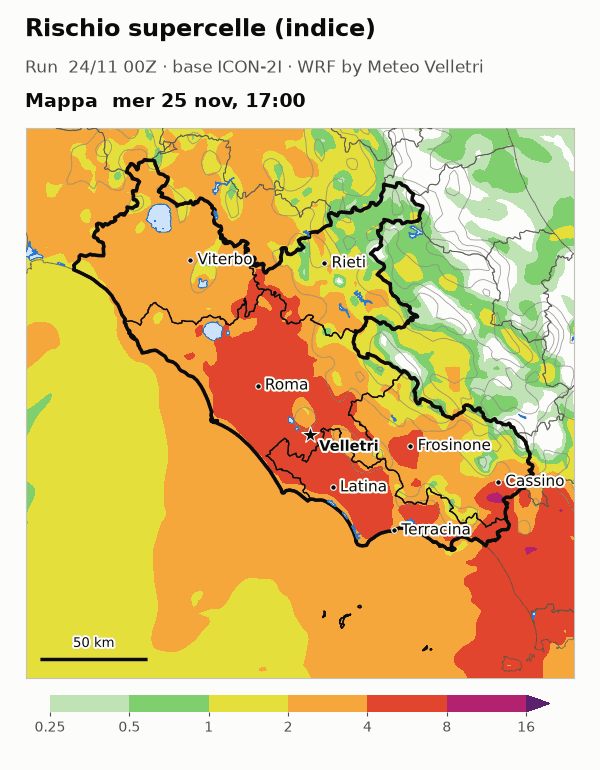 Rischio supercelle (indice)
Run 24/11 00Z · base ICON-2I · WRF by Meteo Velletri
Mappa mer 25 nov, 17:00
Viterbo
Rieti
Roma
Velletri
Frosinone
Latina
Cassino
Terracina
50 km
0.25 0.5 1 2 4 8 16